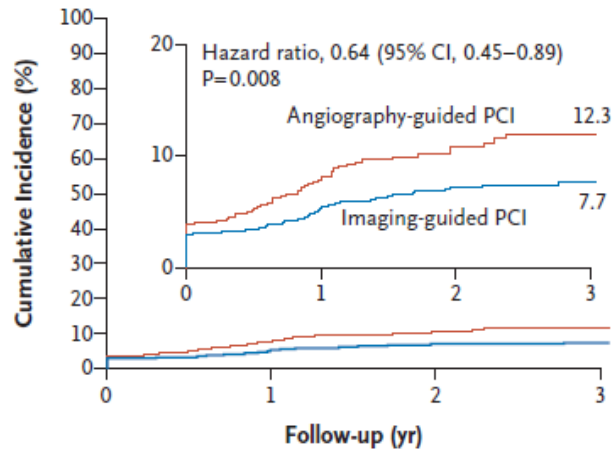 Cumulative Incidence (%)
100
90
80
70
60
50
40
30
20
10
0
20
10
0
Hazard ratio, 0.64 (95% CI, 0.45–0.89)
P=0.008
Angiography-guided PCI 12.3
Imaging-guided PCI 7.7
0 1 2 3
0 1 2 3
Follow-up (yr)